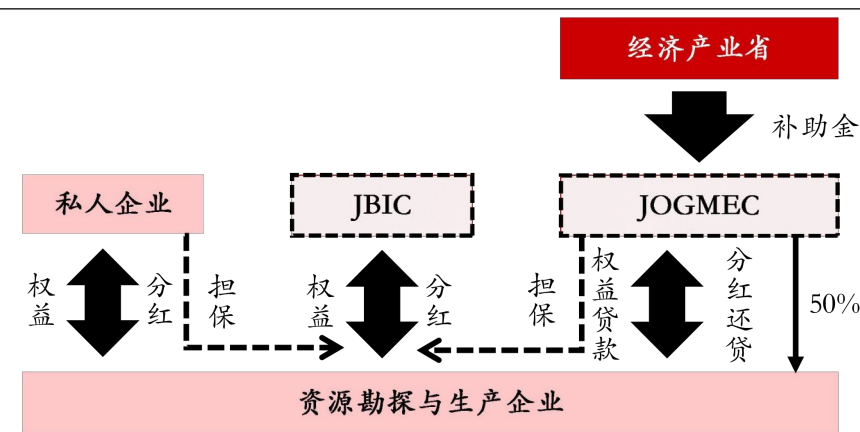 经济产业省
补助金
私人企业
JBIC
JOGMEC
权益
分红
担保
权益
分红
担保
权益贷款
分红还贷
50%
资源勘探与生产企业